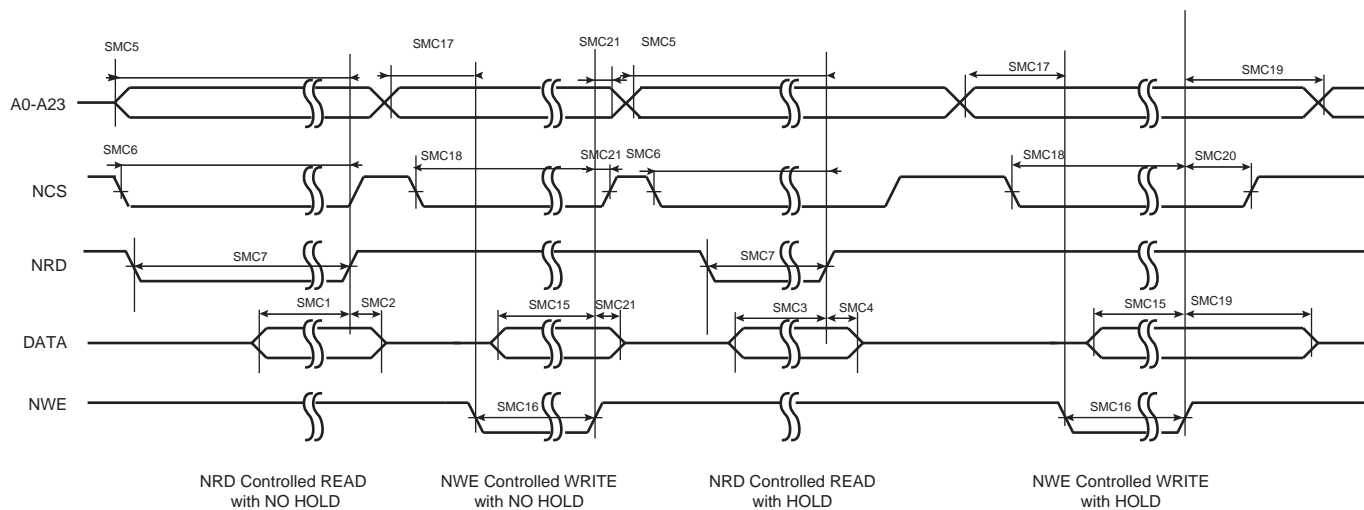 SMC5 SMC17 SMC21 SMC5 SMC17 SMC19
A0-A23
SMC6 SMC18 SMC21 SMC6 SMC18 SMC20
NCS
NRD SMC7 SMC7
SMC1 SMC2 SMC15 SMC21 SMC3 SMC4 SMC15 SMC19
DATA
NWE SMC16 SMC16
NRD Controlled READ
with NO HOLD
NWE Controlled WRITE
with NO HOLD
NRD Controlled READ
with HOLD
NWE Controlled WRITE
with HOLD